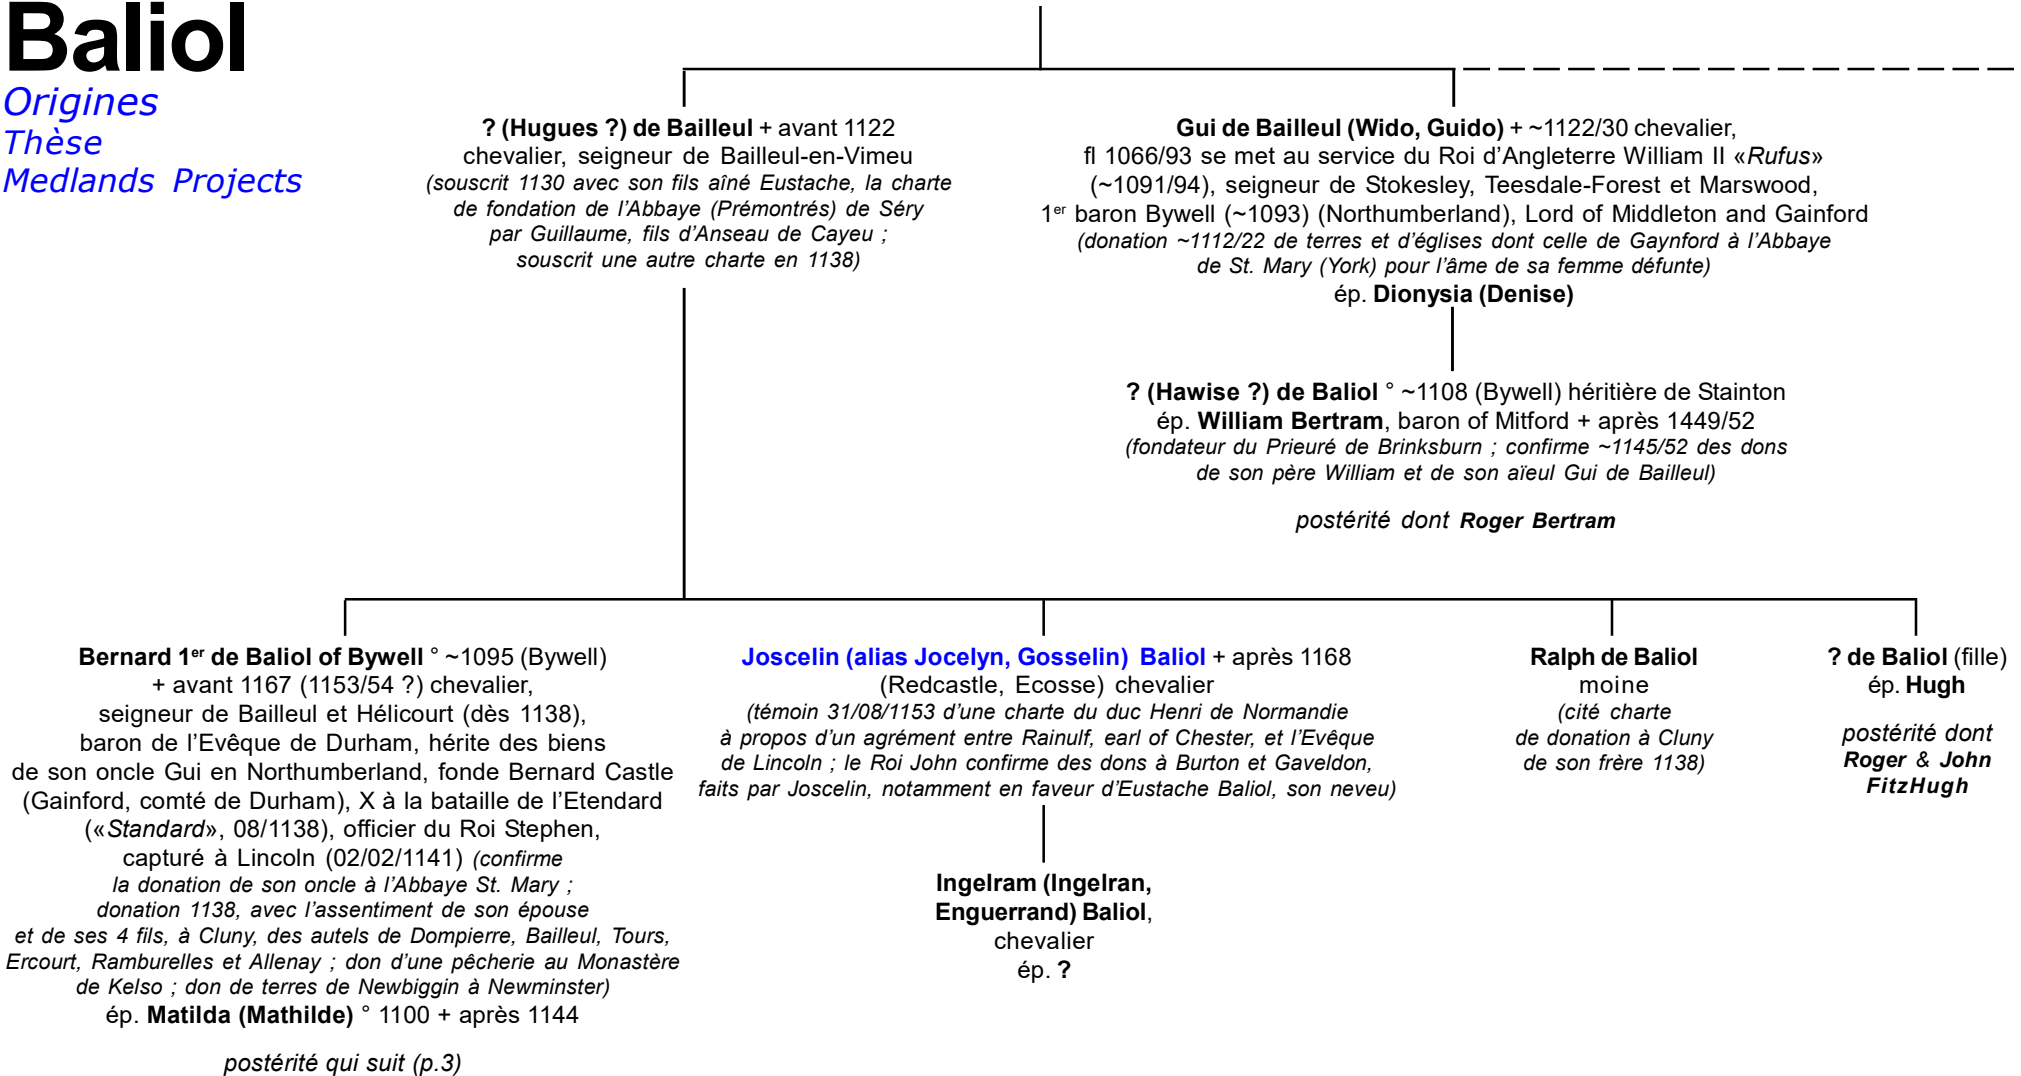 Baliol
Origines
Thèse
Medlands Projects
? (Hugues ?) de Bailleul + avant 1122
chevalier, seigneur de Bailleul-en-Vimeu
(souscrit 1130 avec son fils aîné Eustache, la charte
de fondation de l’Abbaye (Prémontrés) de Séry
par Guillaume, fils d’Anseau de Cayeu ;
souscrit une autre charte en 1138)
Gui de Bailleul (Wido, Guido) + ~1122/30 chevalier,
fl 1066/93 se met au service du Roi d’Angleterre William II «Rufus»
(~1091/94), seigneur de Stokesley, Teesdale-Forest et Marswood,
1er baron Bywell (~1093) (Northumberland), Lord of Middleton and Gainford
(donation ~1112/22 de terres et d’églises dont celle de Gaynford à l’Abbaye
de St. Mary (York) pour l’âme de sa femme défunte)
ép. Dionysia (Denise)
? (Hawise ?) de Baliol ° ~1108 (Bywell) héritière de Stainton
ép. William Bertram, baron of Mitford + après 1449/52
(fondateur du Prieuré de Brinksburn ; confirme ~1145/52 des dons
de son père William et de son aïeul Gui de Bailleul)
postérité dont Roger Bertram
Bernard 1er de Baliol of Bywell ° ~1095 (Bywell)
+ avant 1167 (1153/54 ?) chevalier,
seigneur de Bailleul et Hélicourt (dès 1138),
baron de l’Evêque de Durham, hérite des biens
de son oncle Gui en Northumberland, fonde Bernard Castle
(Gainford, comté de Durham), X à la bataille de l’Etendard
(«Standard», 08/1138), officier du Roi Stephen,
capturé à Lincoln (02/02/1141) (confirme
la donation de son oncle à l’Abbaye St. Mary ;
donation 1138, avec l’assentiment de son épouse
et de ses 4 fils, à Cluny, des autels de Dompierre, Bailleul, Tours,
Ercourt, Ramburelles et Allenay ; don d’une pêcherie au Monastère
de Kelso ; don de terres de Newbiggin à Newminster)
ép. Matilda (Mathilde) ° 1100 + après 1144
postérité qui suit (p.3)
Joscelin (alias Jocelyn, Gosselin) Baliol + après 1168
(Redcastle, Ecosse) chevalier
(témoin 31/08/1153 d’une charte du duc Henri de Normandie
à propos d’un agrément entre Rainulf, earl of Chester, et l’Evêque
de Lincoln ; le Roi John confirme des dons à Burton et Gaveldon,
faits par Joscelin, notamment en faveur d’Eustache Baliol, son neveu)
Ingelram (Ingelran,
Enguerrand) Baliol,
chevalier
ép. ?
Ralph de Baliol
moine
(cité charte
de donation à Cluny
de son frère 1138)
? de Baliol (fille)
ép. Hugh
postérité dont
Roger & John
FitzHugh